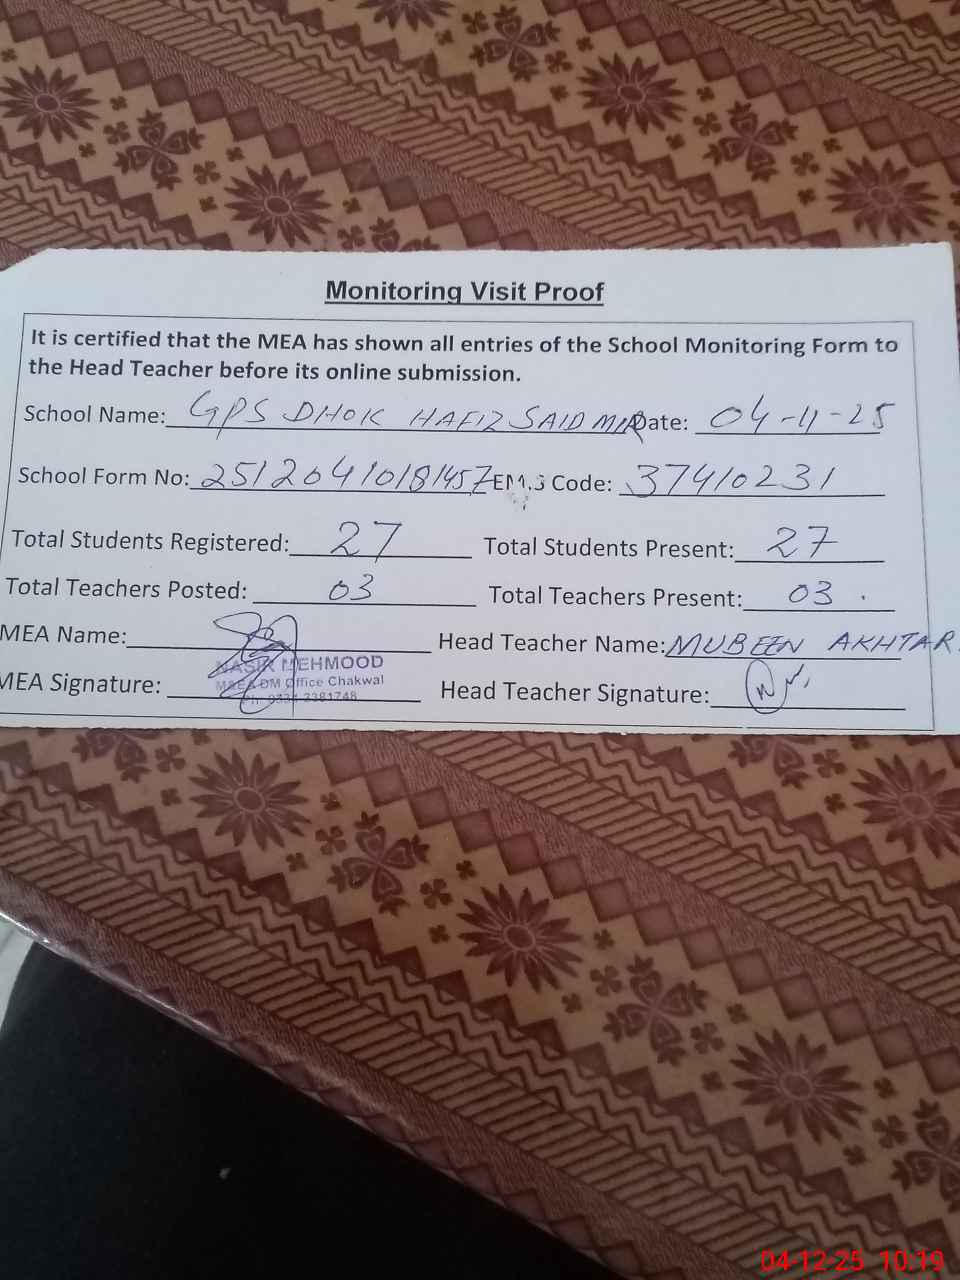 Monitoring Visit Proof
It is certified that the MEA has shown all entries of the School Monitoring Form to
the Head Teacher before its online submission.
School Name: GPS DHOK HAFIZ SAID MIR Date: 04-11-25
School Form No: 25120410181457 EMIS Code: 37410231
Total Students Registered: 27 Total Students Present: 27
Total Teachers Posted: 03 Total Teachers Present: 03.
MEA Name: Head Teacher Name: MUBEEN AKHTAR.
NASIR MEHMOOD
MEA Signature: M&EA DM Office Chakwal Head Teacher Signature:
04-12-25 10:19